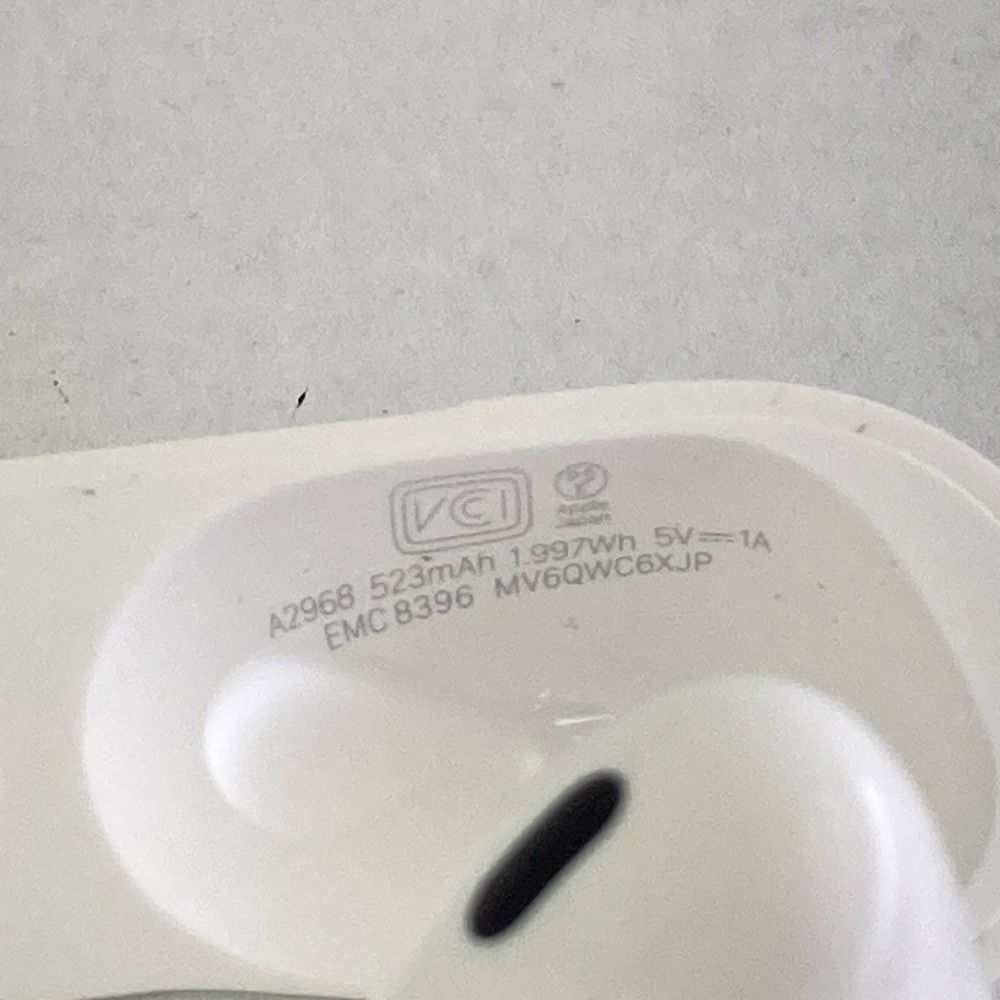 VCI
A2968 523mAh 1.997Wh 5V⎓1A
EMC 8396 MV6QWC6XJP